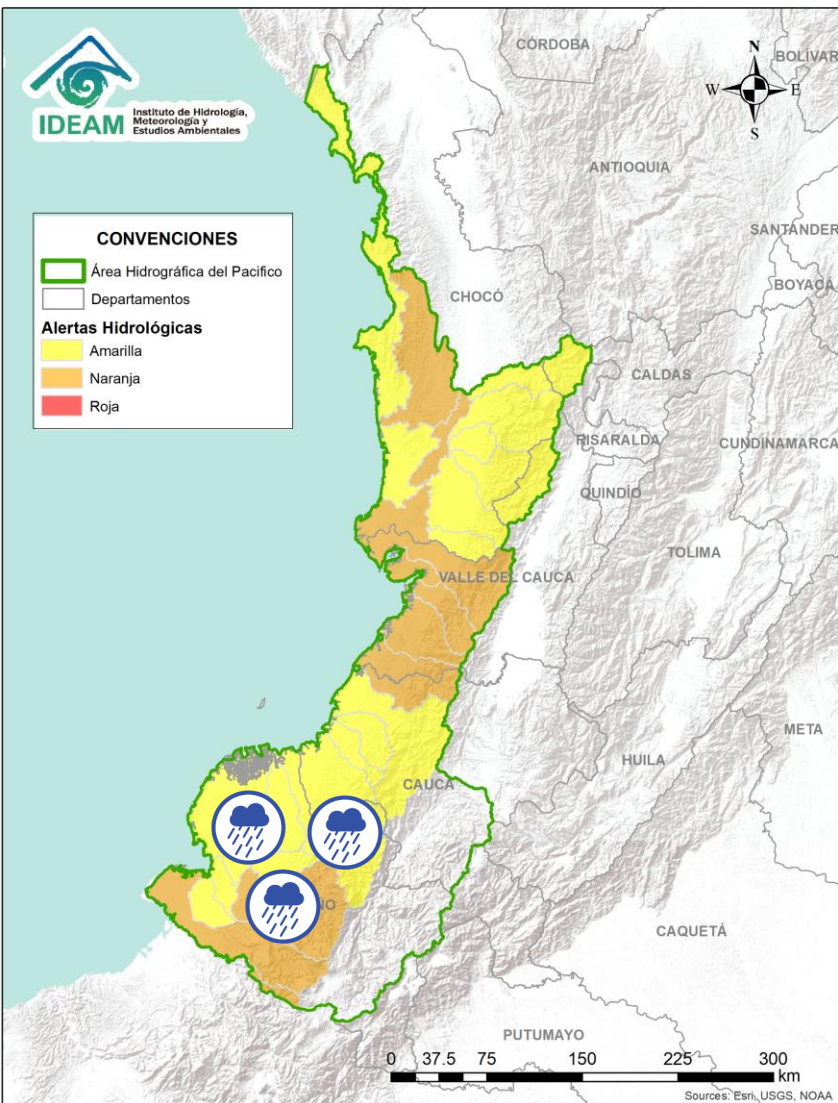 IDEAM
Instituto de Hidrología,
Meteorología y
Estudios Ambientales
CÓRDOBA
BOLÍVAR
N
W
E
S
ANTIOQUIA
SANTANDER
BOYACÁ
CONVENCIONES
Área Hidrográfica del Pacifico
Departamentos
Alertas Hidrológicas
Amarilla
Naranja
Roja
CHOCÓ
CALDAS
RISARALDA
CUNDINAMARCA
QUINDÍO
TOLIMA
VALLE DEL CAUCA
META
HUILA
CAUCA
NO
CAQUETÁ
PUTUMAYO
0 37.5 75 150 225 300
km
Sources: Esri, USGS, NOAA